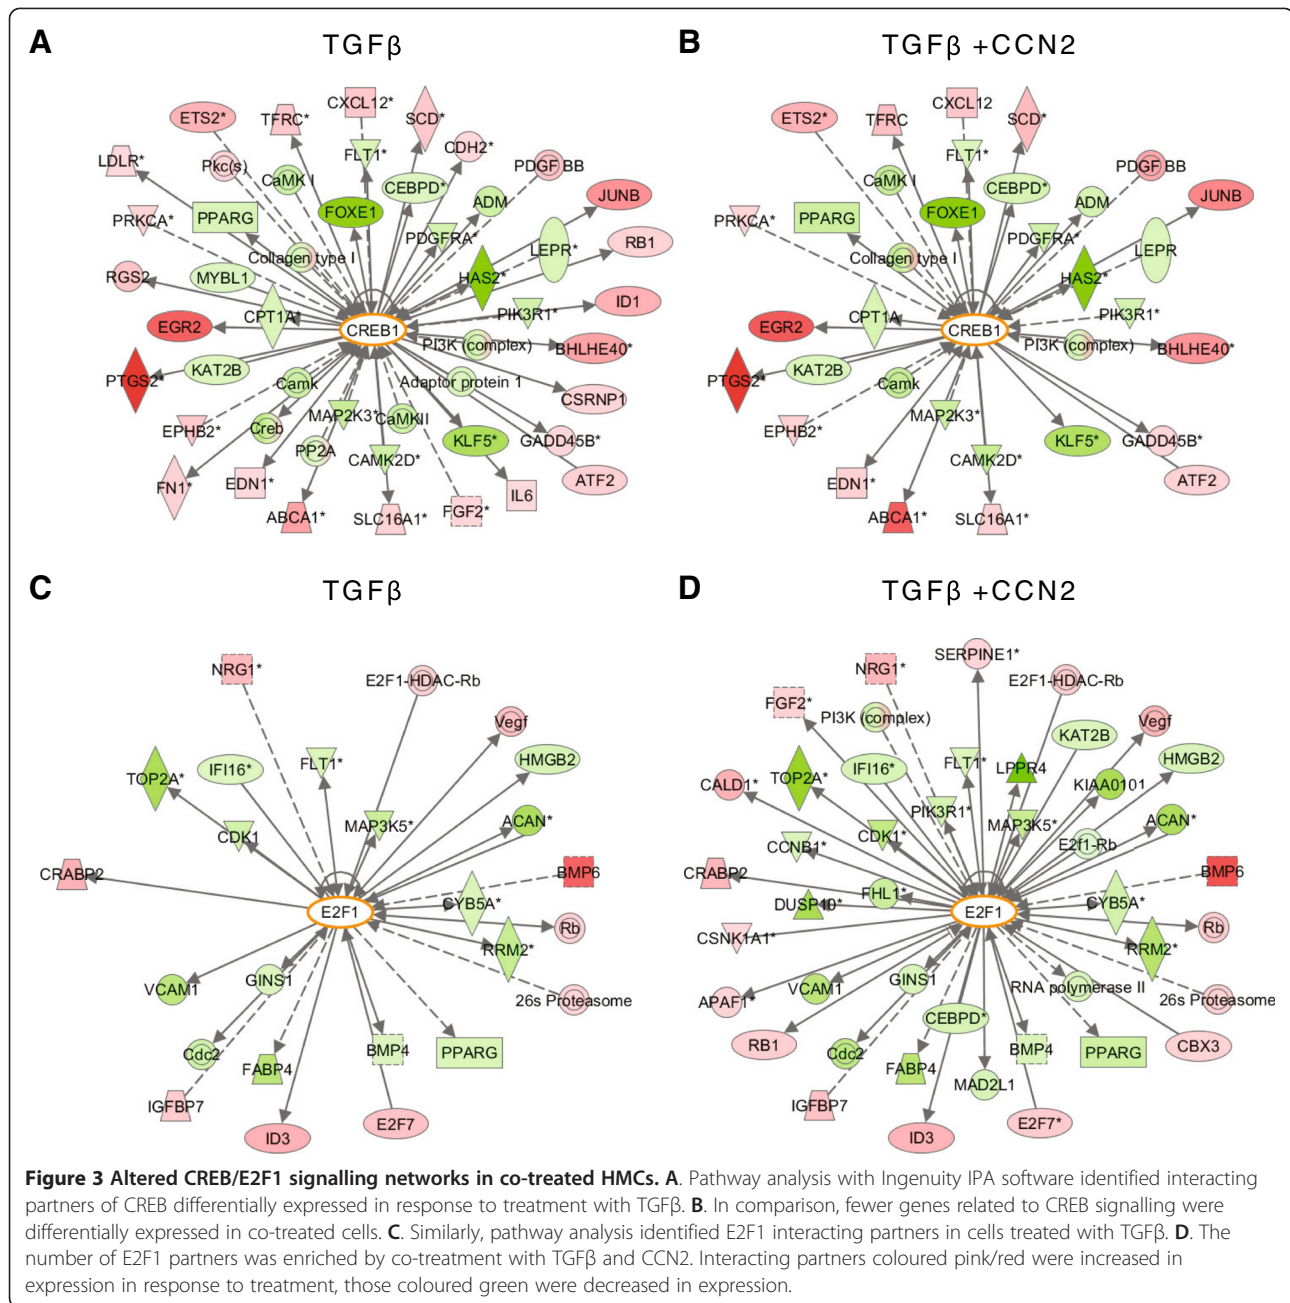 A
TGFβ
B
TGFβ +CCN2
ETS2*
TFRC*
CXCL12*
SCD*
CDH2*
LDLR*
Pkc(s)
CaMK I
FLT1*
CEBPD*
PDGF BB
PRKCA*
PPARG
FOXE1
ADM
JUNB
PDGFRA*
RGS2
MYBL1
Collagen type I
HAS2*
LEPR*
RB1
EGR2
CPT1A*
CREB1
PIK3R1*
ID1
PTGS2*
KAT2B
PI3K (complex)
BHLHE40*
Camk
Adaptor protein 1
CSRNP1
EPHB2*
Creb
MAP2K3*
CaMKII
KLF5*
GADD45B*
PP2A
CAMK2D*
FN1*
EDN1*
ABCA1*
SLC16A1*
FGF2*
IL6
ATF2
ETS2*
TFRC
CXCL12
SCD*
CaMK I
FLT1*
CEBPD*
PDGF BB
PRKCA*
PPARG
FOXE1
ADM
JUNB
PDGFRA*
Collagen type I
HAS2*
LEPR
EGR2
CPT1A
CREB1
PIK3R1*
PTGS2*
KAT2B
PI3K (complex)
BHLHE40*
Camk
EPHB2*
MAP2K3*
KLF5*
GADD45B*
CAMK2D*
EDN1*
ABCA1*
SLC16A1*
ATF2
C
TGFβ
D
TGFβ +CCN2
NRG1*
E2F1-HDAC-Rb
Vegf
TOP2A*
IFI16*
FLT1*
HMGB2
CDK1
MAP3K5*
ACAN*
CRABP2
BMP6
E2F1
CYB5A*
Rb
RRM2*
VCAM1
GINS1
26s Proteasome
Cdc2
FABP4
BMP4
PPARG
IGFBP7
ID3
E2F7
SERPINE1*
NRG1*
E2F1-HDAC-Rb
FGF2*
PI3K (complex)
Vegf
KAT2B
CALD1*
TOP2A*
IFI16*
FLT1*
LPPR4
KIAA0101
HMGB2
PIK3R1*
CCNB1*
CDK1*
MAP3K5*
E2f1-Rb
ACAN*
CRABP2
DUSP10*
FHL1*
BMP6
E2F1
CYB5A*
CSNK1A1*
Rb
RRM2*
APAF1*
VCAM1
GINS1
RNA polymerase II
26s Proteasome
RB1
Cdc2
CEBPD*
FABP4
MAD2L1
BMP4
PPARG
CBX3
IGFBP7
ID3
E2F7*
Figure 3 Altered CREB/E2F1 signalling networks in co-treated HMCs. A. Pathway analysis with Ingenuity IPA software identified interacting
partners of CREB differentially expressed in response to treatment with TGFβ. B. In comparison, fewer genes related to CREB signalling were
differentially expressed in co-treated cells. C. Similarly, pathway analysis identified E2F1 interacting partners in cells treated with TGFβ. D. The
number of E2F1 partners was enriched by co-treatment with TGFβ and CCN2. Interacting partners coloured pink/red were increased in
expression in response to treatment, those coloured green were decreased in expression.